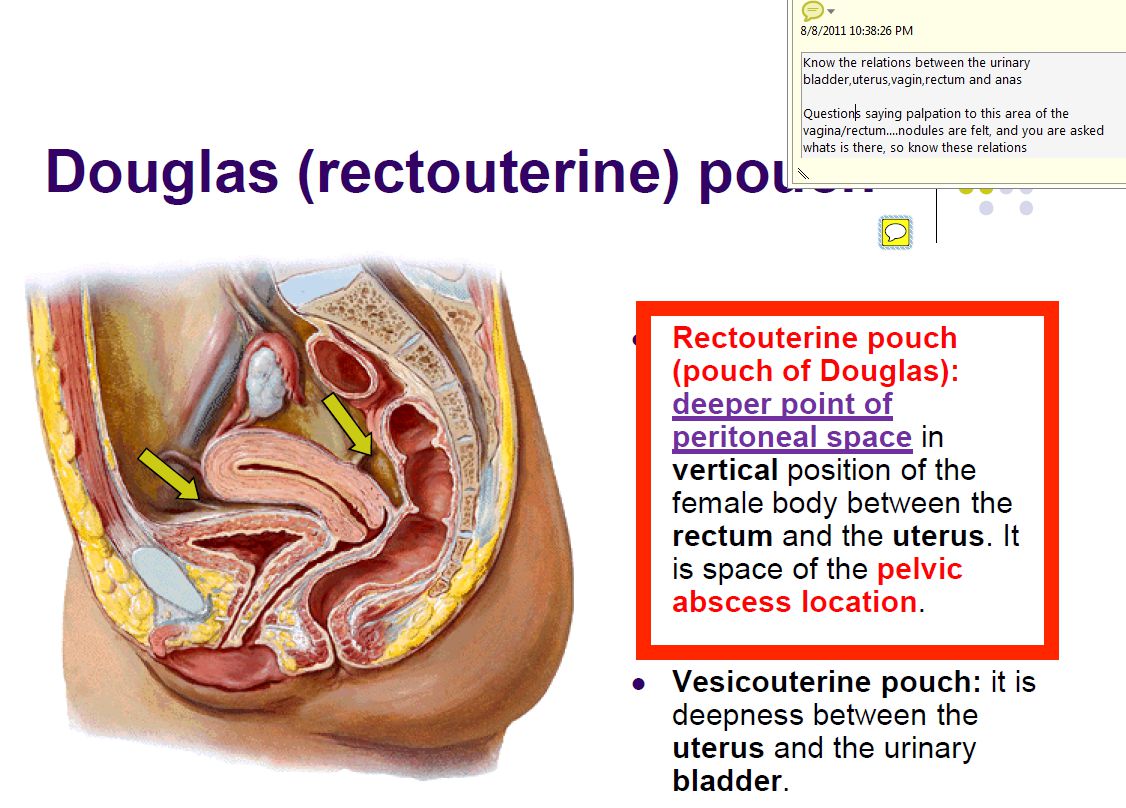 8/8/2011 10:38:26 PM
Know the relations between the urinary
bladder,uterus,vagin,rectum and anas
Questions saying palpation to this area of the
vagina/rectum....nodules are felt, and you are asked
whats is there, so know these relations
Douglas (rectouterine) pouch
Rectouterine pouch
(pouch of Douglas):
deeper point of
peritoneal space in
vertical position of the
female body between the
rectum and the uterus. It
is space of the pelvic
abscess location.
Vesicouterine pouch: it is
deepness between the
uterus and the urinary
bladder.